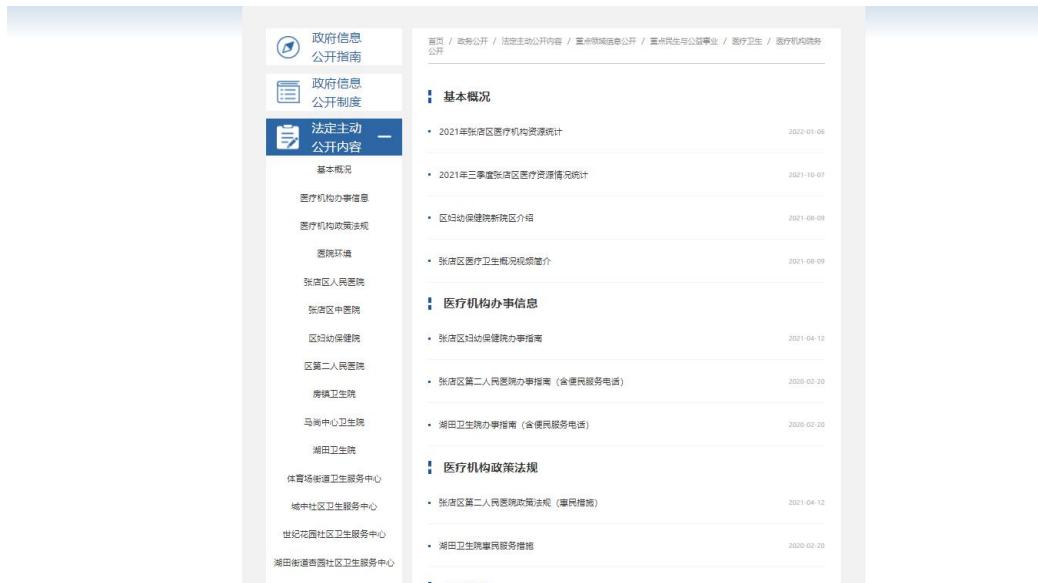 政府信息
公开指南
政府信息
公开制度
法定主动
公开内容
基本概况
医疗机构办事信息
医疗机构政策法规
医院环境
张店区人民医院
张店区中医院
区妇幼保健院
区第二人民医院
房镇卫生院
马尚中心卫生院
湖田卫生院
体育场街道卫生服务中心
城中社区卫生服务中心
世纪花园社区卫生服务中心
湖田街道杏园社区卫生服务中心
首页 / 政务公开 / 法定主动公开内容 / 重点领域信息公开 / 重点民生与公益事业 / 医疗卫生 / 医疗机构院务
公开
基本概况
2021年张店区医疗机构资源统计 2022-01-06
2021年三季度张店区医疗资源情况统计 2021-10-07
区妇幼保健院新院区介绍 2021-08-09
张店区医疗卫生概况视频简介 2021-08-09
医疗机构办事信息
张店区妇幼保健院办事指南 2021-04-12
张店区第二人民医院办事指南（含便民服务电话） 2020-02-20
湖田卫生院办事指南（含便民服务电话） 2020-02-20
医疗机构政策法规
张店区第二人民医院政策法规（惠民措施） 2021-04-12
湖田卫生院惠民服务措施 2020-02-20